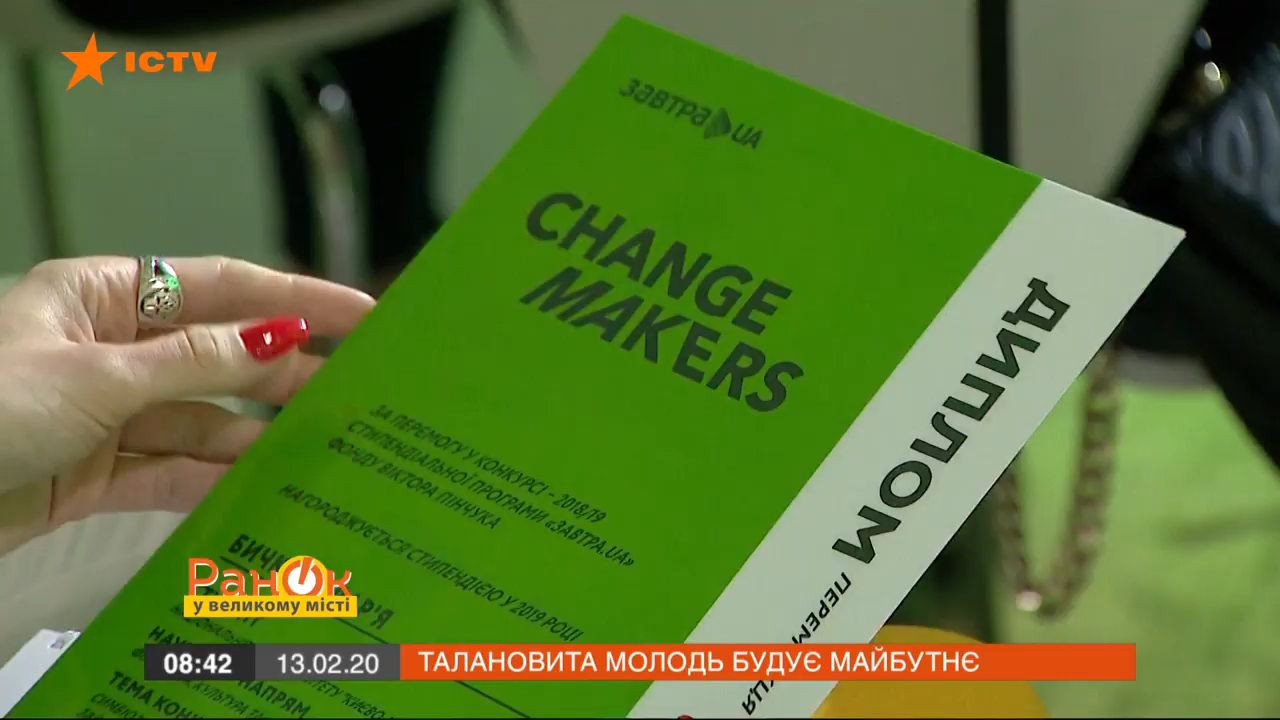 ICTV
ЗАВТРА UA
CHANGE
MAKERS
ДИПЛОМ
ЗА ПЕРЕМОГУ У КОНКУРСІ - 2018/19
СТИПЕНДІАЛЬНОЇ ПРОГРАМИ «ЗАВТРА.UA»
ФОНДУ ВІКТОРА ПІНЧУКА
НАГОРОДЖУЄТЬСЯ СТИПЕНДІЄЮ У 2019 РОЦІ
РанОк
у великому місті
08:42 13.02.20 ТАЛАНОВИТА МОЛОДЬ БУДУЄ МАЙБУТНЄ